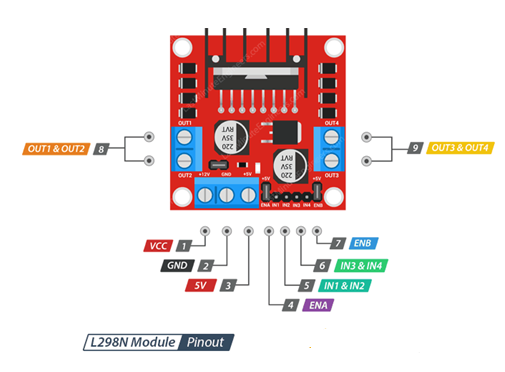 OUT1
OUT4
220
35V
RVT
220
35V
RVT
OUT1 & OUT2 8
9 OUT3 & OUT4
OUT2
+12V
GND
+5V
+5V
+5V
OUT3
ENA IN1 IN2 IN3 IN4 ENB
VCC 1
7 ENB
GND 2
6 IN3 & IN4
5V 3
5 IN1 & IN2
4 ENA
L298N Module Pinout